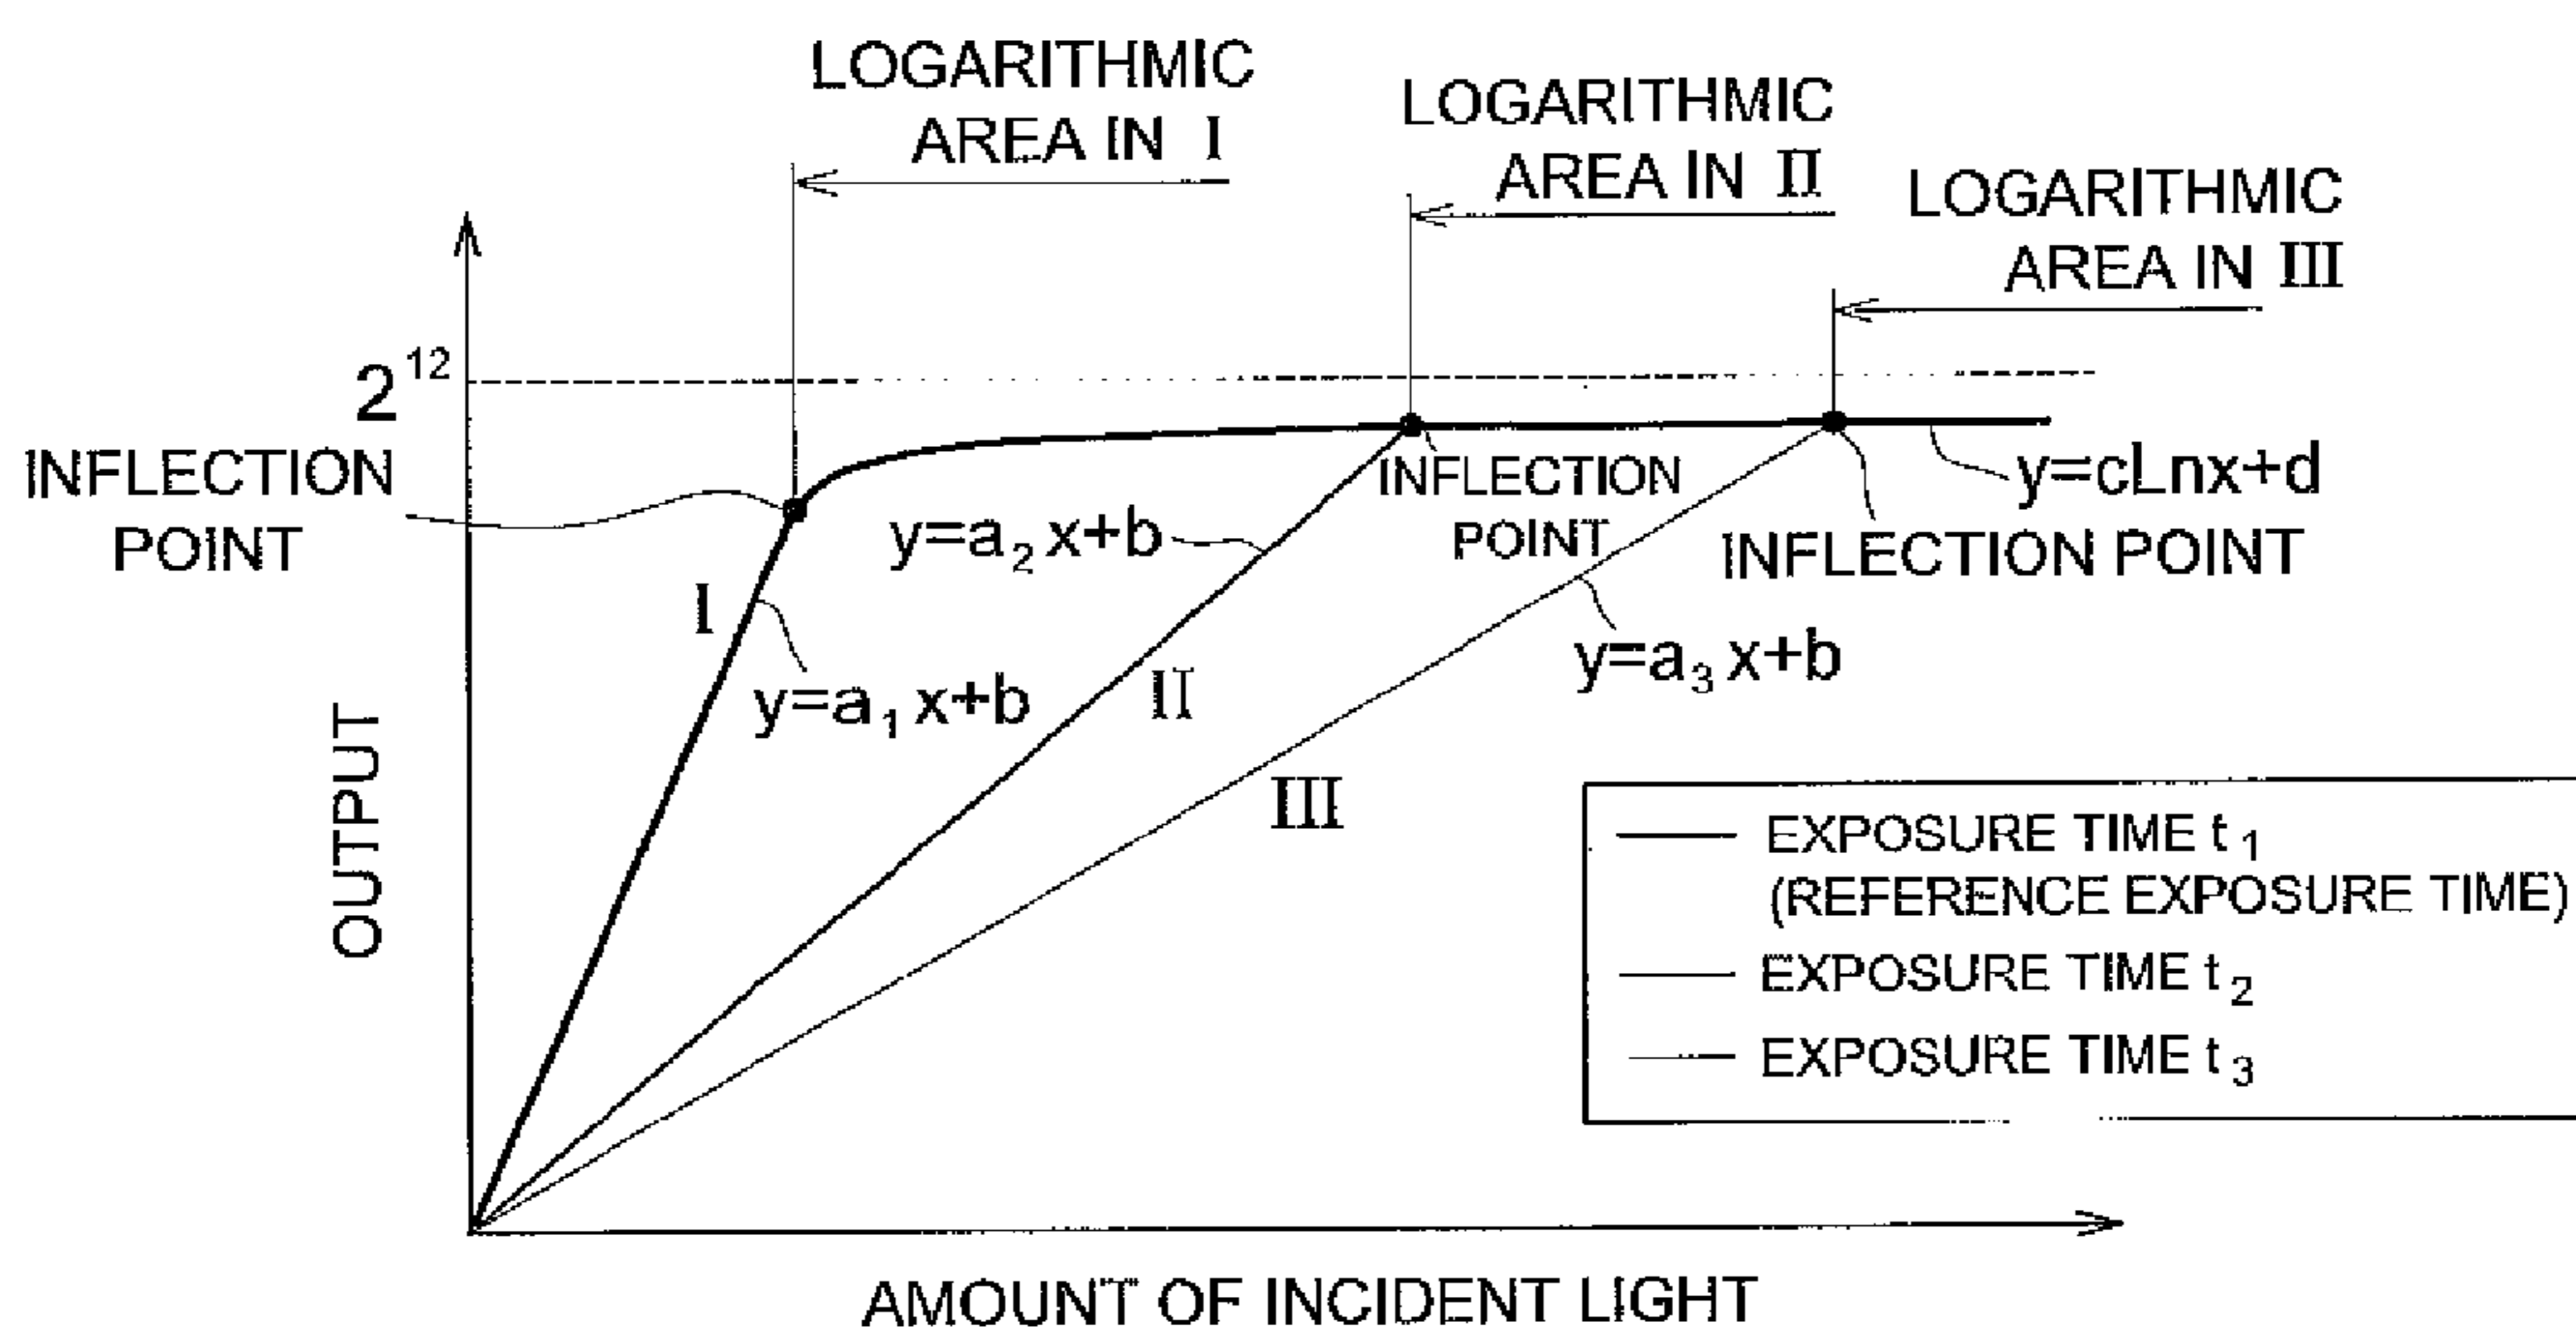 LOGARITHMIC
AREA IN I
LOGARITHMIC
AREA IN II
LOGARITHMIC
AREA IN III
2^12
INFLECTION
POINT
INFLECTION
POINT
y=cLnx+d
INFLECTION POINT
y=a₂x+b
I
y=a₁x+b
II
y=a₃x+b
III
OUTPUT
EXPOSURE TIME t₁
(REFERENCE EXPOSURE TIME)
EXPOSURE TIME t₂
EXPOSURE TIME t₃
AMOUNT OF INCIDENT LIGHT